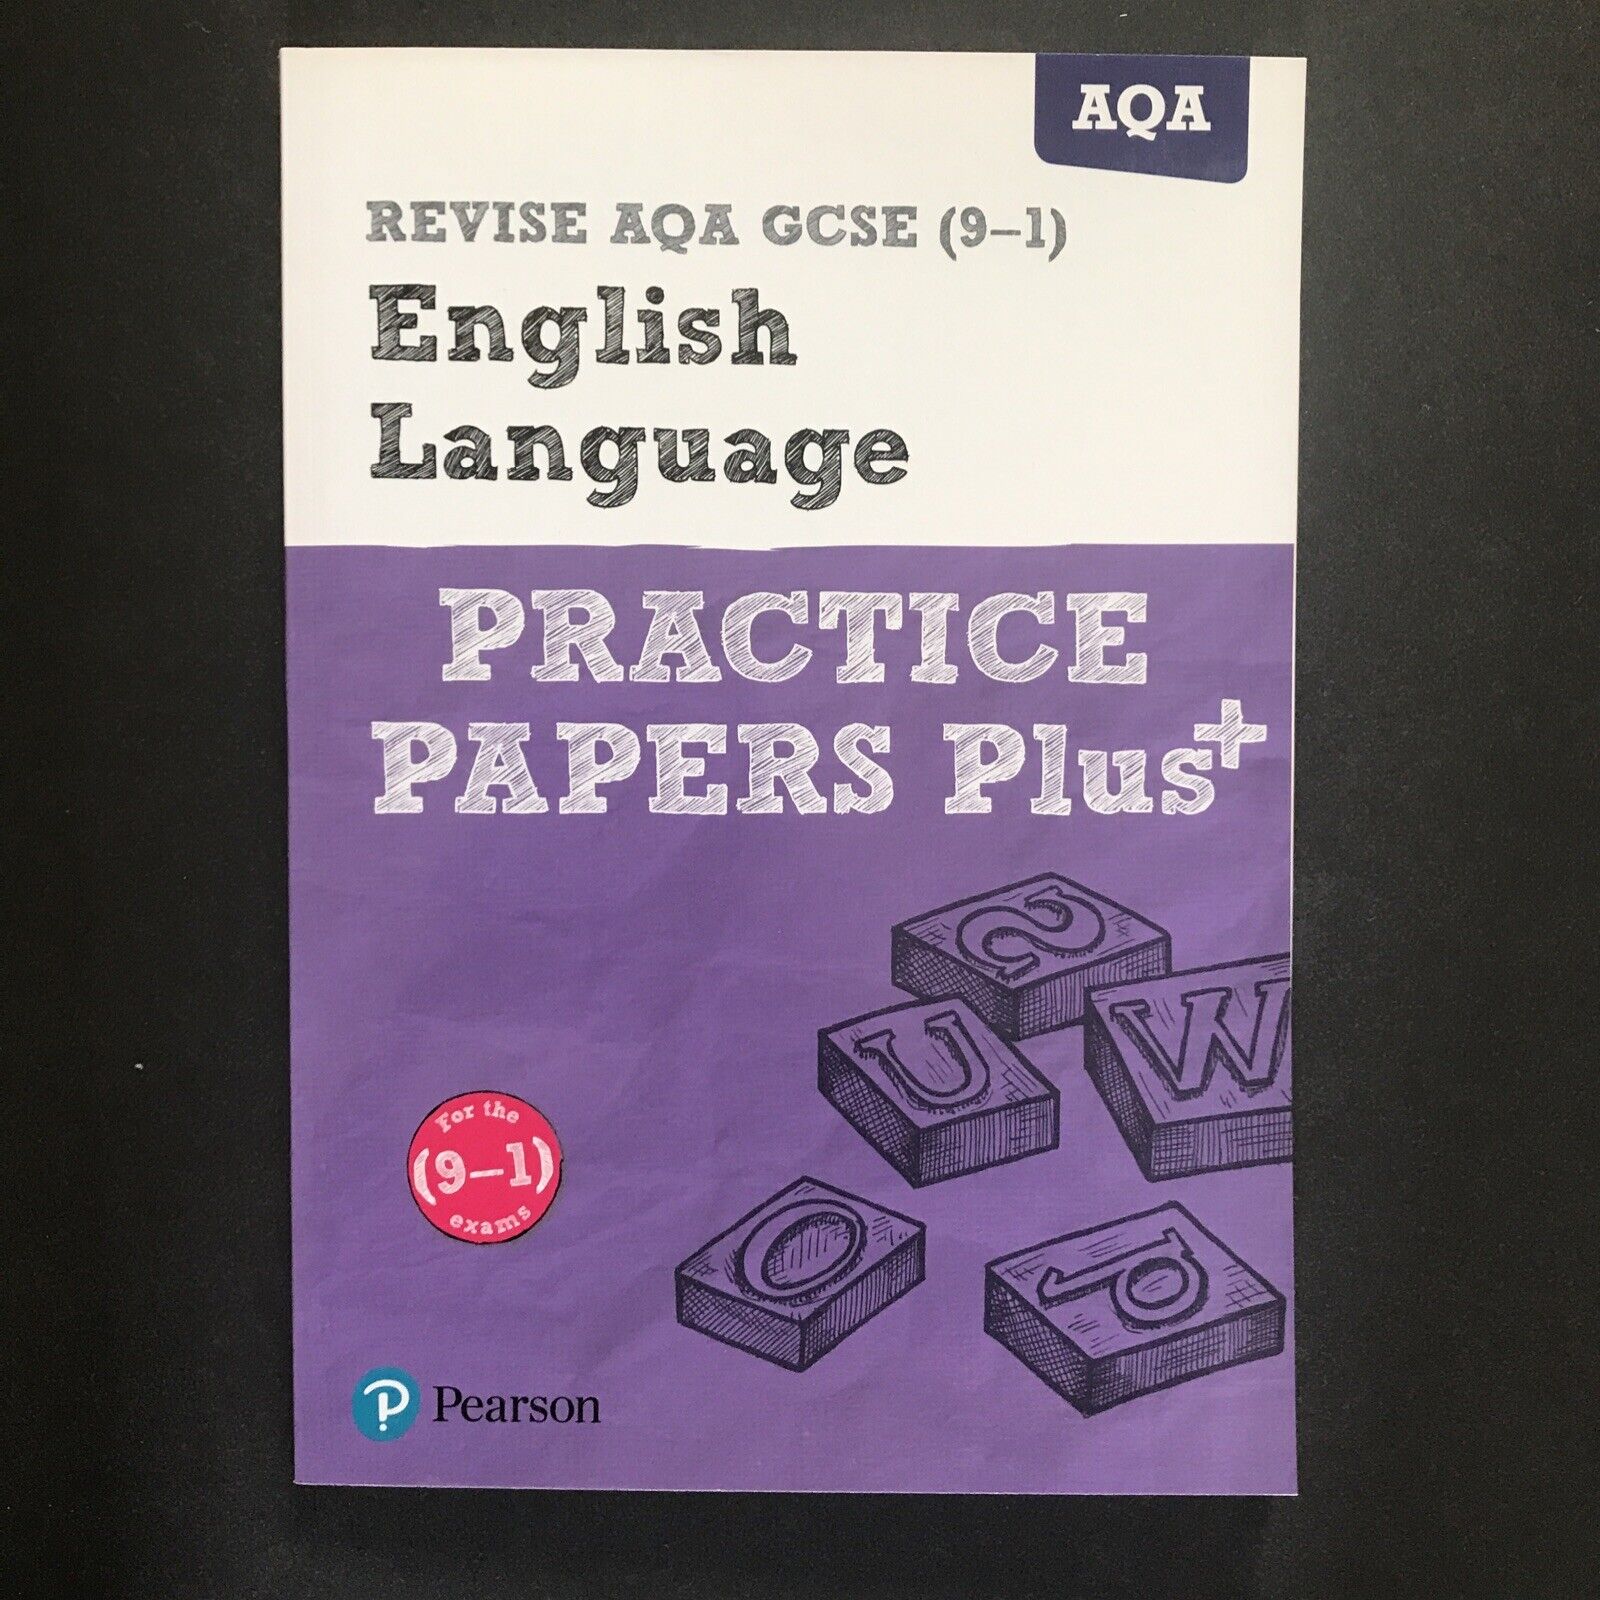 AQA
REVISE AQA GCSE (9–1)
English
Language
PRACTICE
PAPERS Plus+
S
U
W
For the
(9–1)
exams
O
P
Pearson